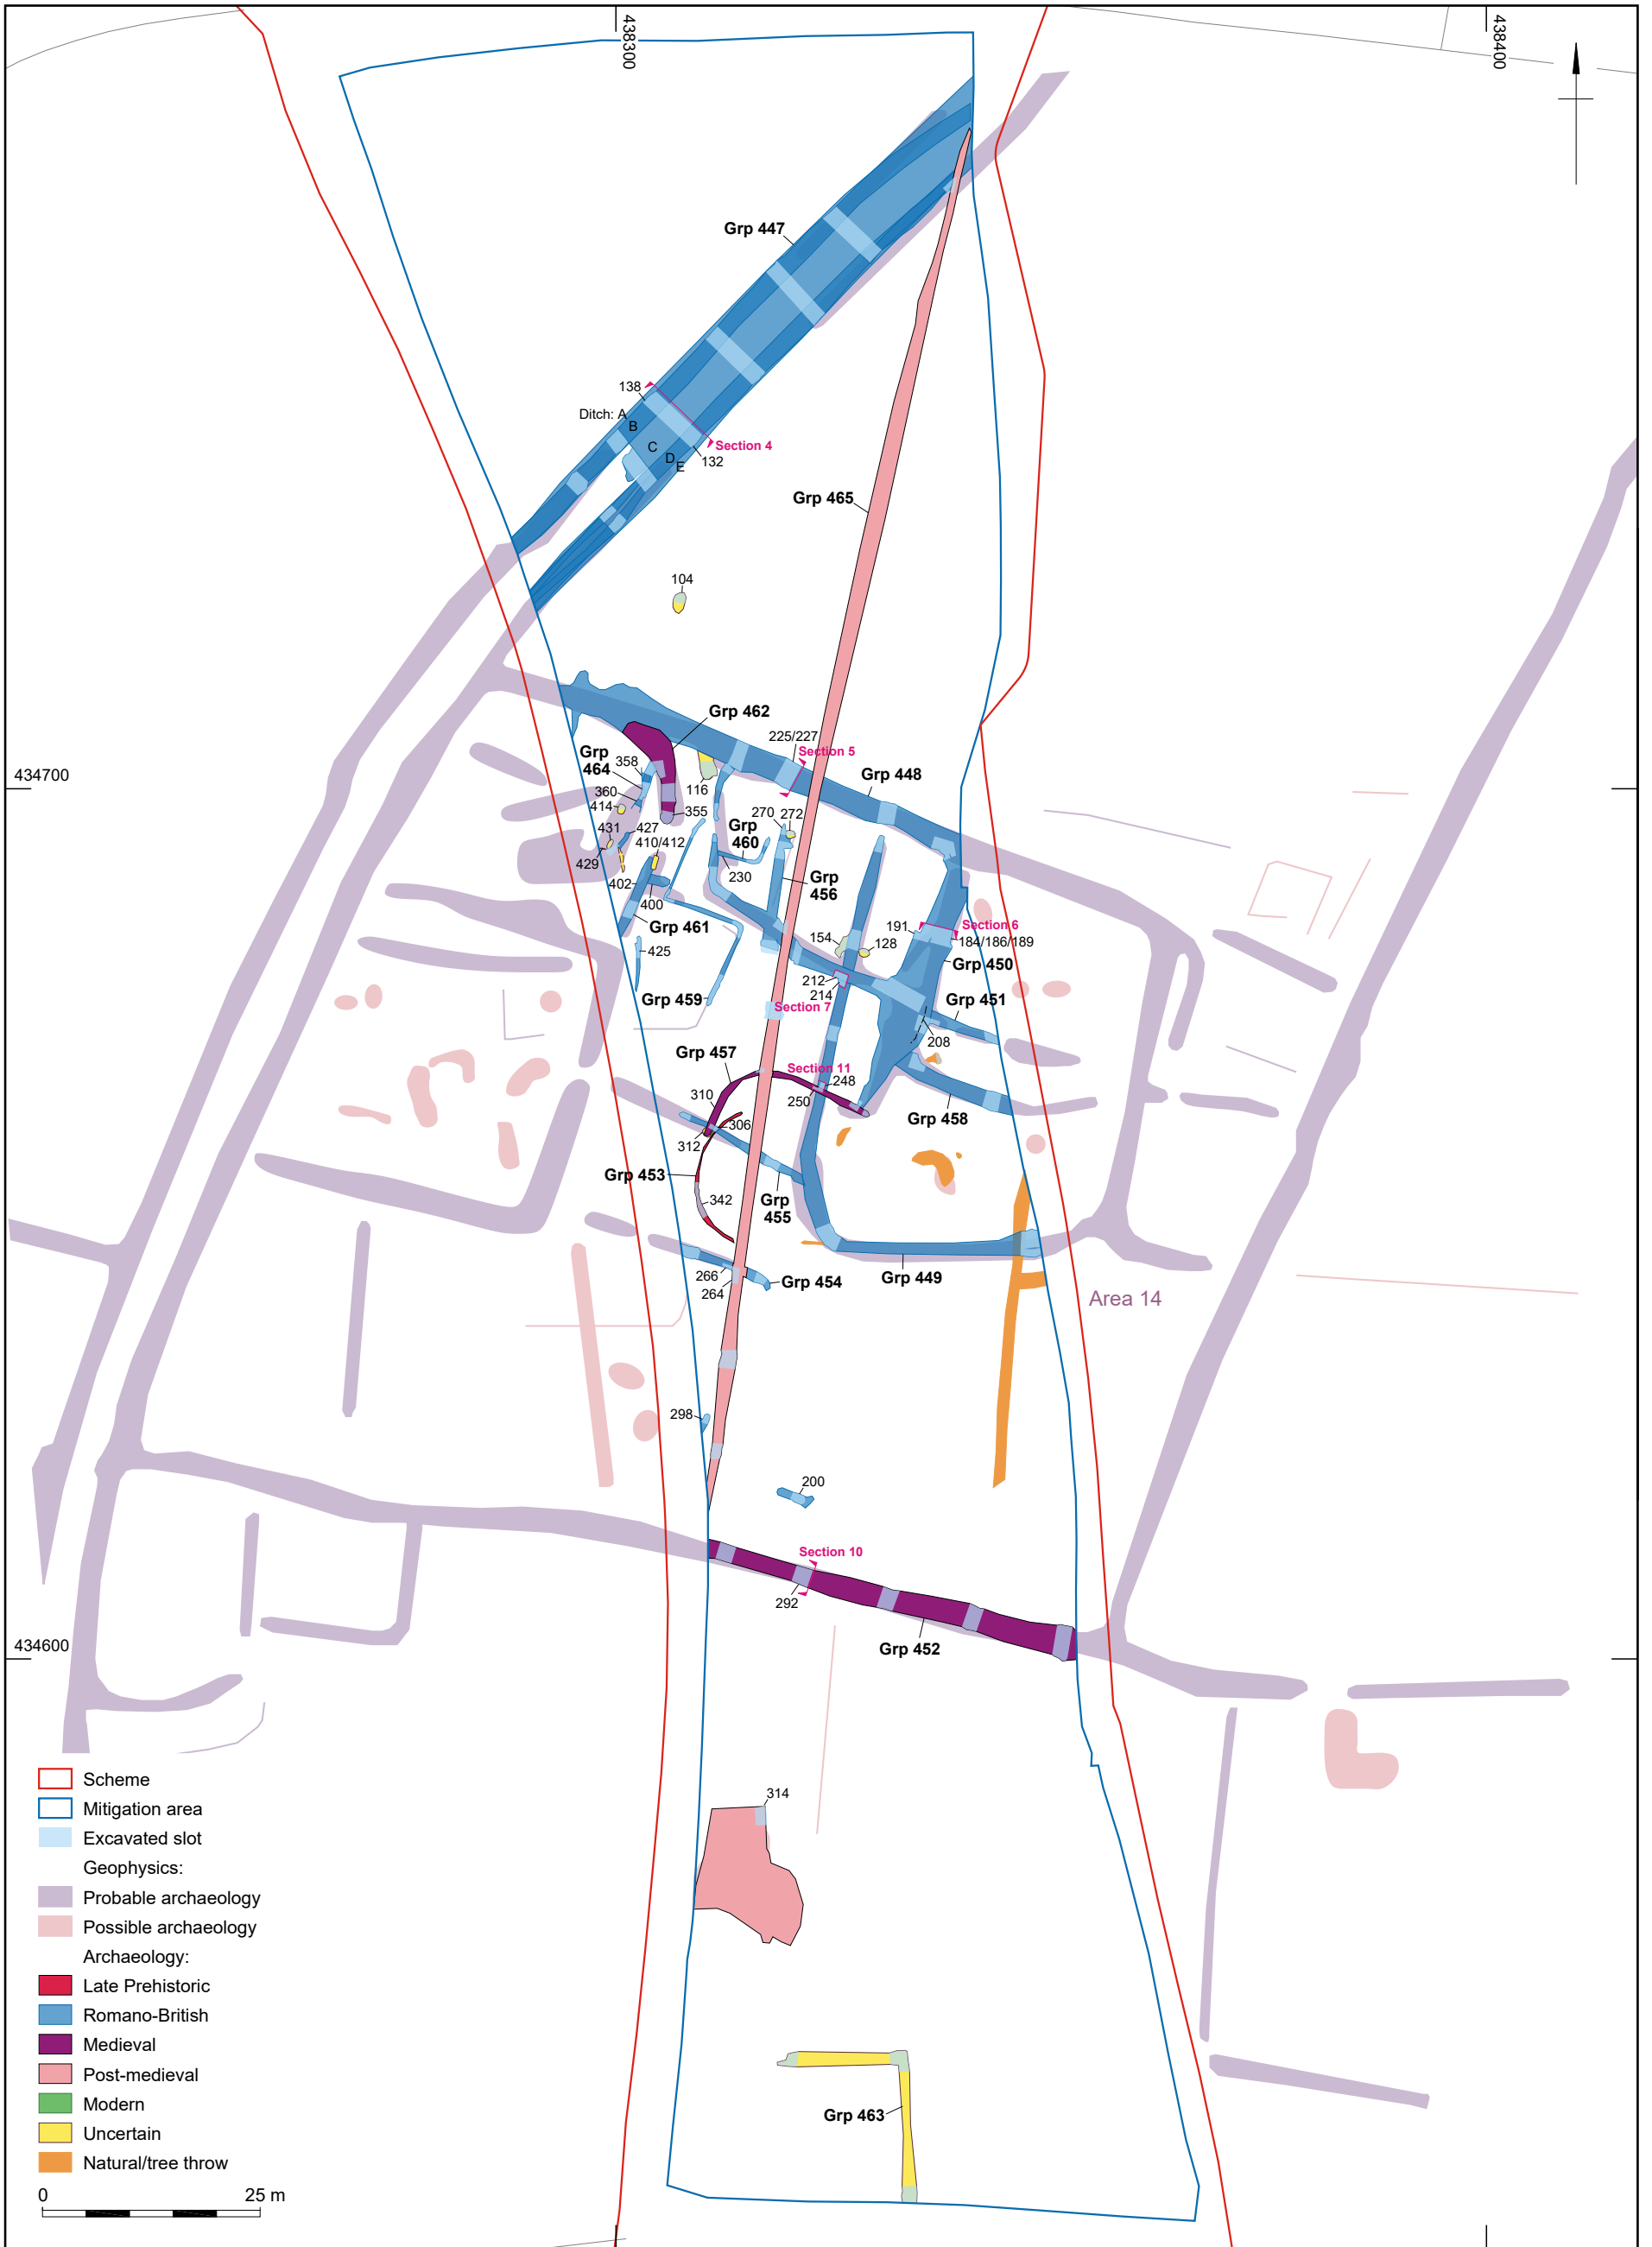 438300
438400
Grp 447
138
Ditch: A
B
C
D
E
Section 4
132
Grp 465
104
Grp 462
225/227
Section 5
Grp
464
358
434700
Grp 448
360
116
414
355
270
272
431
427
Grp
460
410/412
429
230
402
Grp
456
400
191
Section 6
Grp 461
154
128
184/186/189
425
Grp 450
212
214
Grp 459
Grp 451
Section 7
208
Grp 457
Section 11
248
310
250
306
Grp 458
312
Grp 453
342
Grp
455
266
Grp 454
Grp 449
264
Area 14
298
200
Section 10
292
434600
Grp 452
Scheme
314
Mitigation area
Excavated slot
Geophysics:
Probable archaeology
Possible archaeology
Archaeology:
Late Prehistoric
Romano-British
Medieval
Post-medieval
Modern
Grp 463
Uncertain
Natural/tree throw
0 25 m